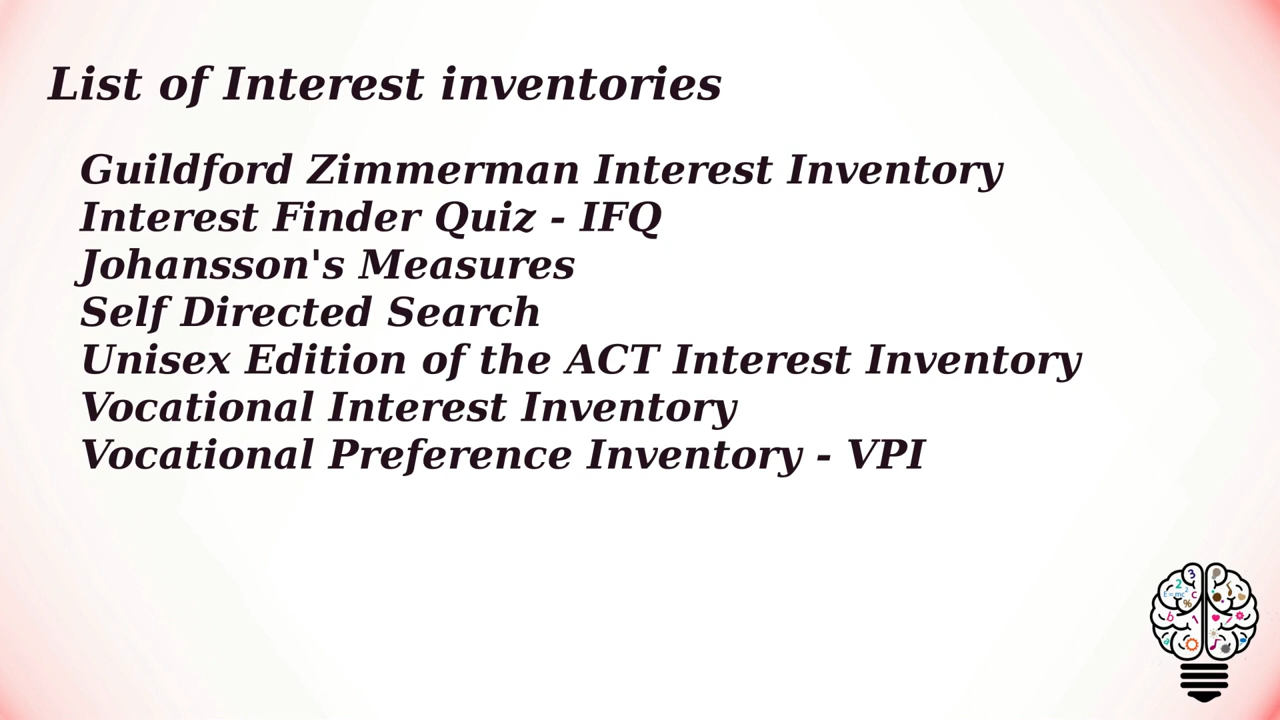 List of Interest inventories
Guildford Zimmerman Interest Inventory
Interest Finder Quiz - IFQ
Johansson's Measures
Self Directed Search
Unisex Edition of the ACT Interest Inventory
Vocational Interest Inventory
Vocational Preference Inventory - VPI